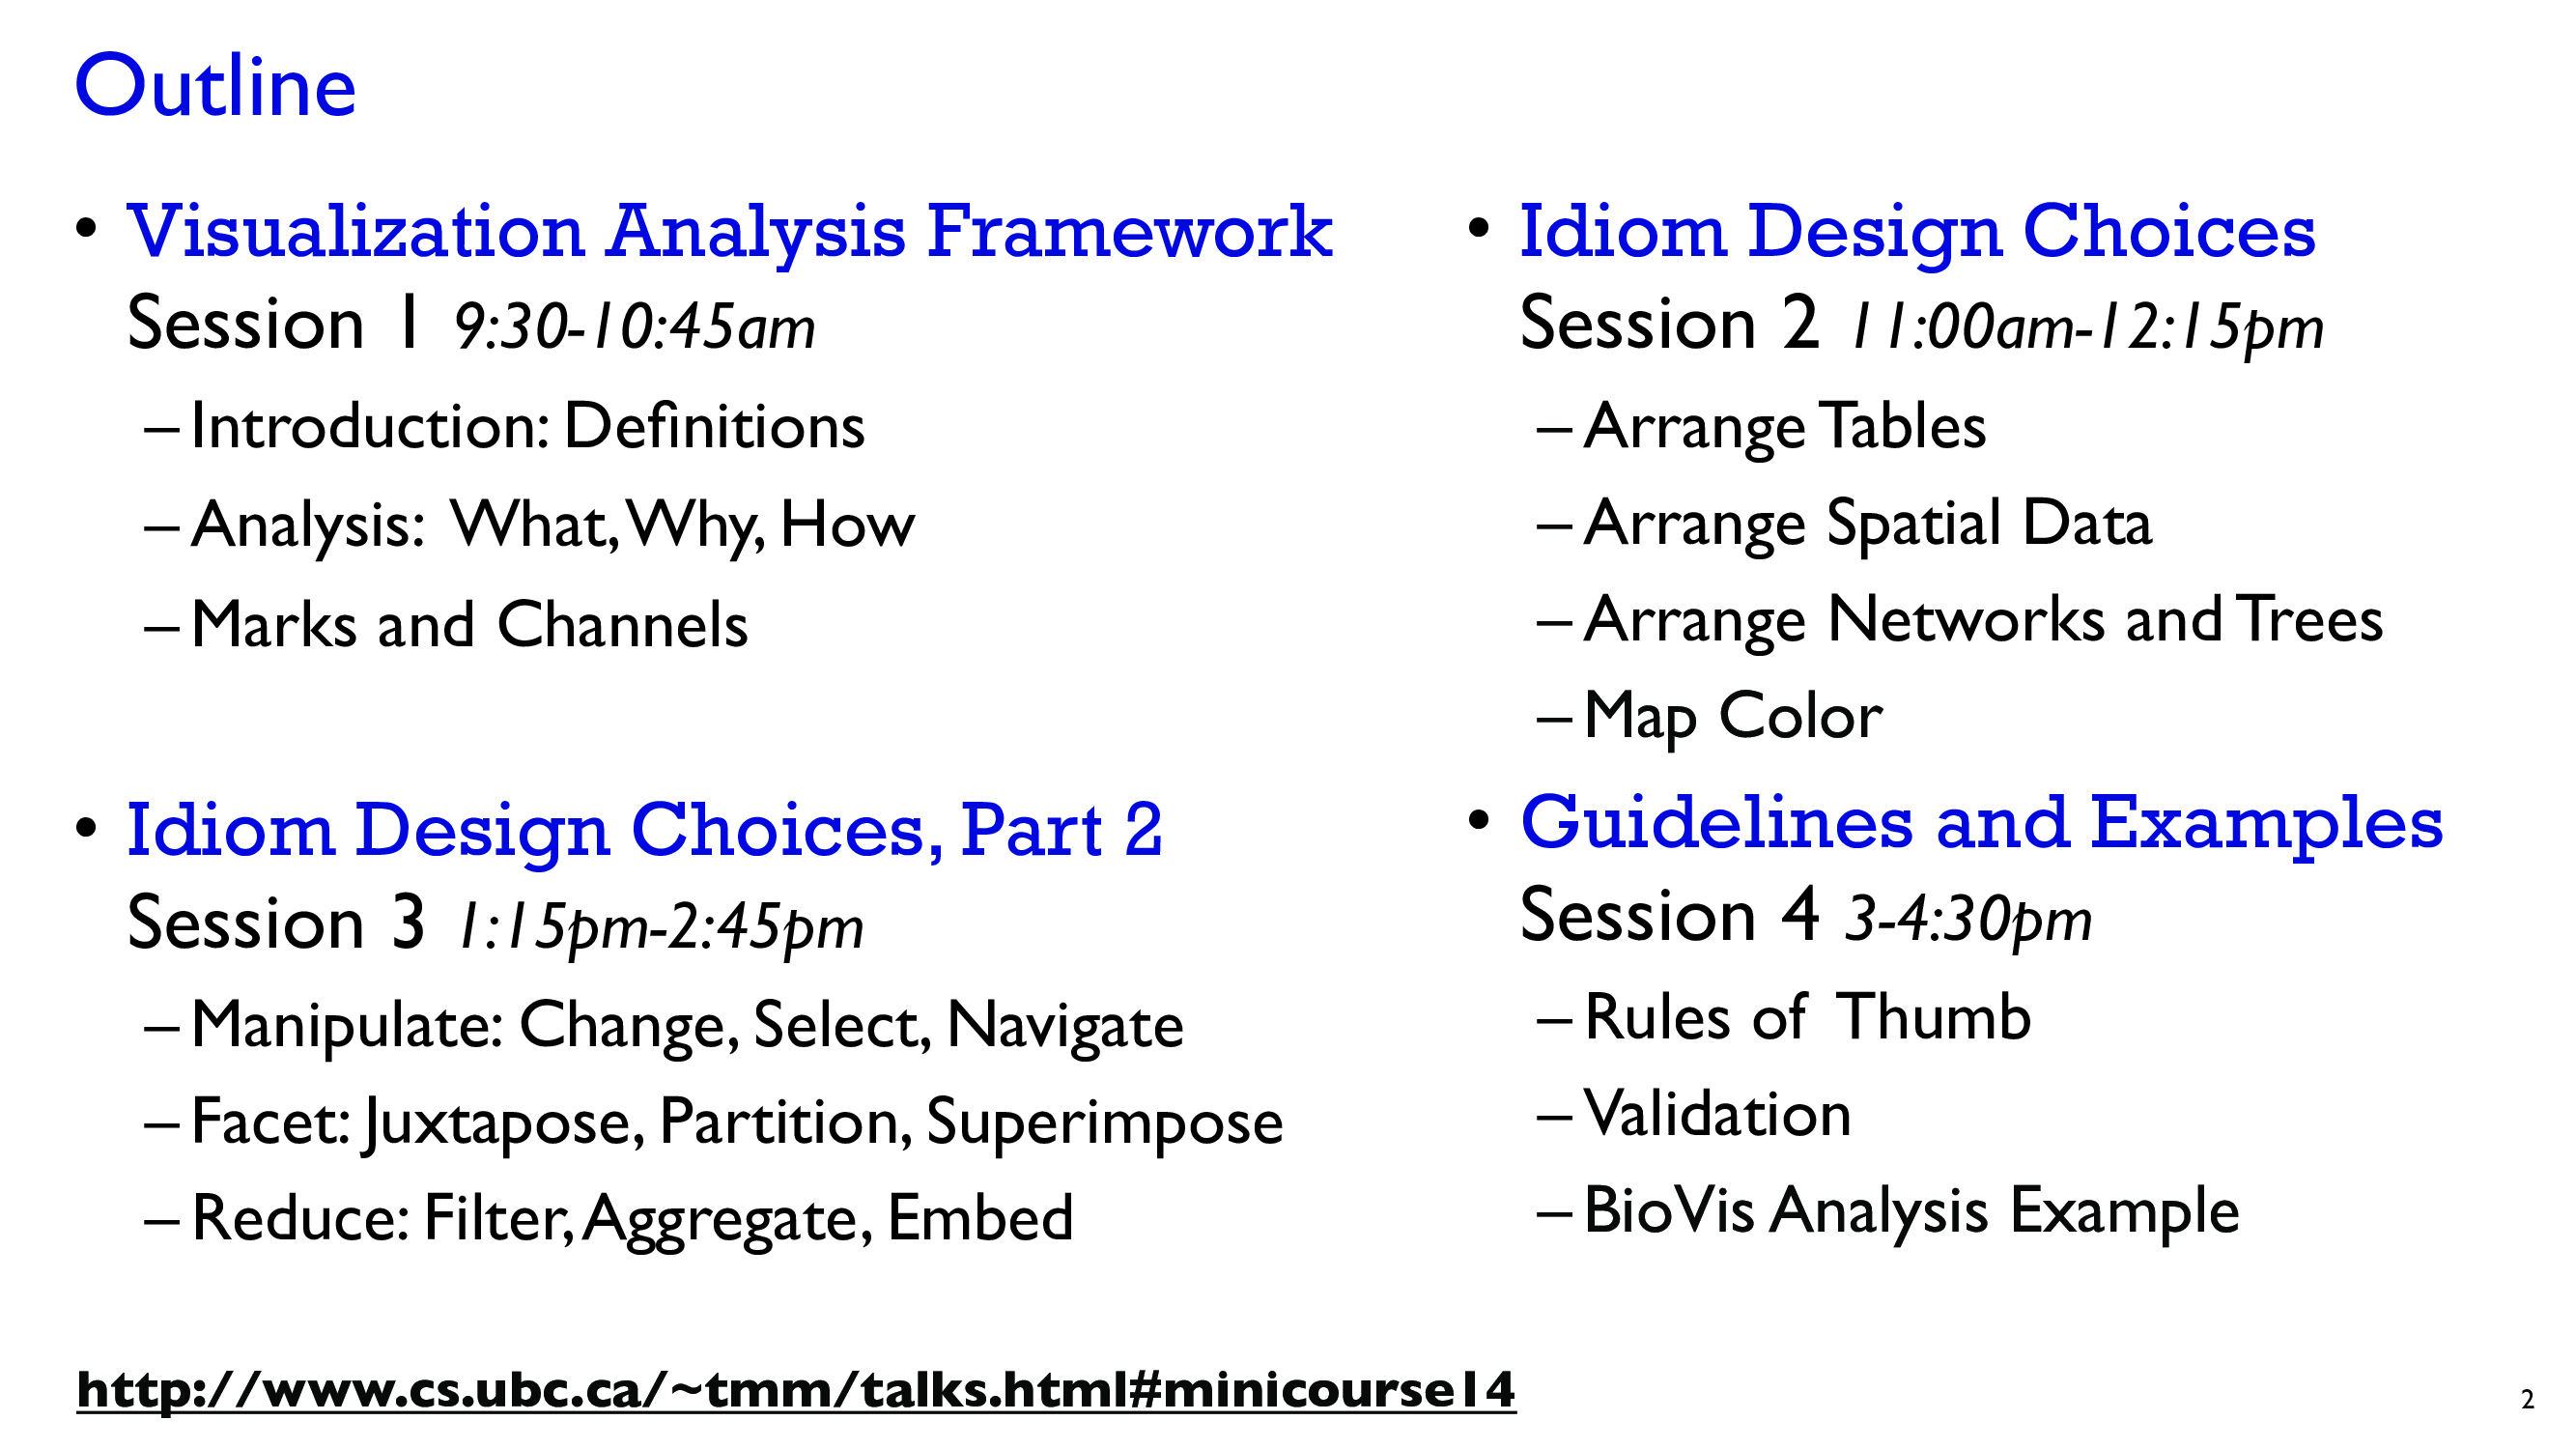 Outline
• Visualization Analysis Framework
Session 1 9:30-10:45am
– Introduction: Definitions
– Analysis: What, Why, How
– Marks and Channels
• Idiom Design Choices
Session 2 11:00am-12:15pm
– Arrange Tables
– Arrange Spatial Data
– Arrange Networks and Trees
– Map Color
• Idiom Design Choices, Part 2
Session 3 1:15pm-2:45pm
– Manipulate: Change, Select, Navigate
– Facet: Juxtapose, Partition, Superimpose
– Reduce: Filter, Aggregate, Embed
• Guidelines and Examples
Session 4 3-4:30pm
– Rules of Thumb
– Validation
– BioVis Analysis Example
http://www.cs.ubc.ca/~tmm/talks.html#minicourse14
2